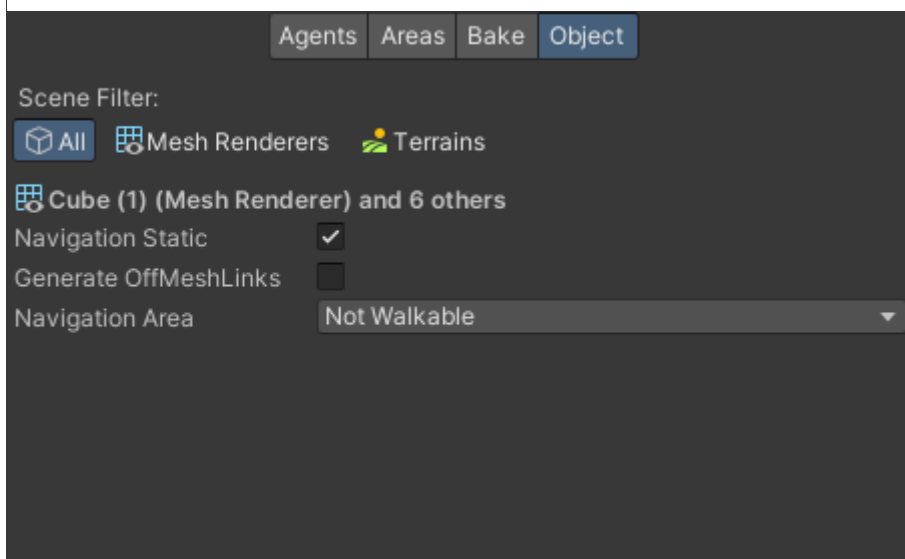 Agents Areas Bake Object
Scene Filter:
All Mesh Renderers Terrains
Cube (1) (Mesh Renderer) and 6 others
Navigation Static
Generate OffMeshLinks
Navigation Area Not Walkable